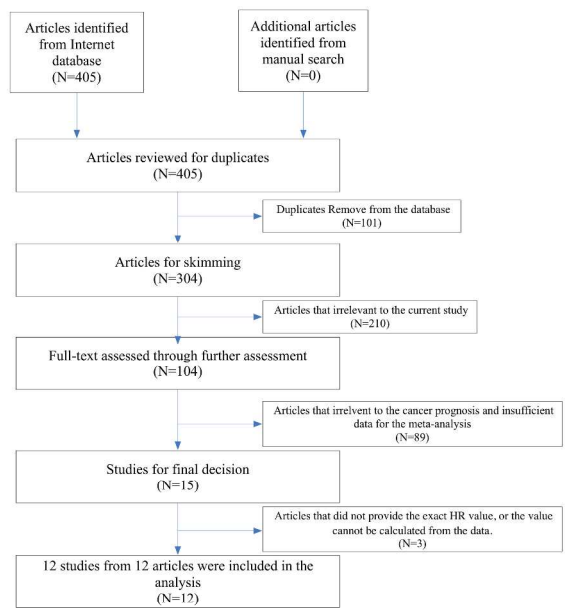 Articles identified
from Internet
database
(N=405)
Additional articles
identified from
manual search
(N=0)
Articles reviewed for duplicates
(N=405)
Duplicates Remove from the database
(N=101)
Articles for skimming
(N=304)
Articles that irrelevant to the current study
(N=210)
Full-text assessed through further assessment
(N=104)
Articles that irrelvent to the cancer prognosis and insufficient
data for the meta-analysis
(N=89)
Studies for final decision
(N=15)
Articles that did not provide the exact HR value, or the value
cannot be calculated from the data.
(N=3)
12 studies from 12 articles were included in the
analysis
(N=12)